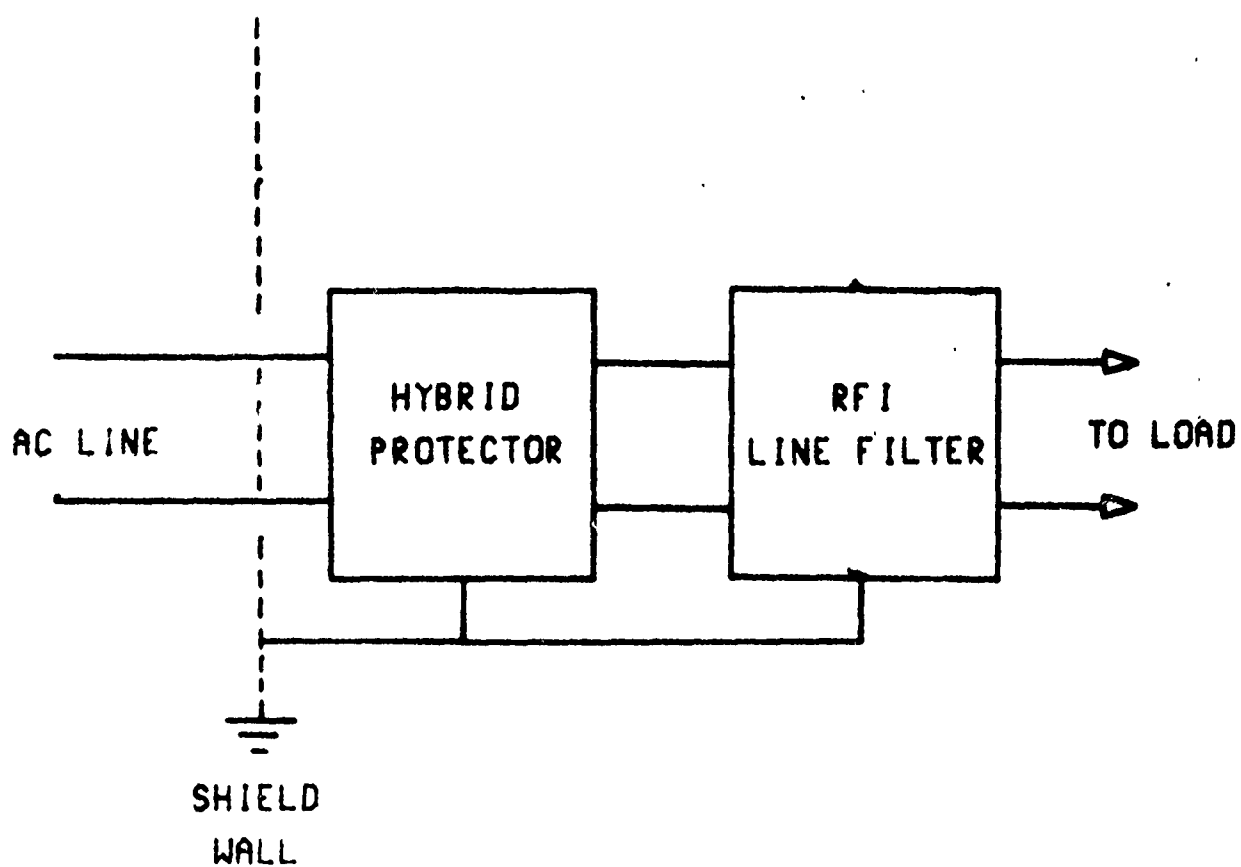 AC LINE
HYBRID
PROTECTOR
RFI
LINE FILTER
TO LOAD
SHIELD
WALL